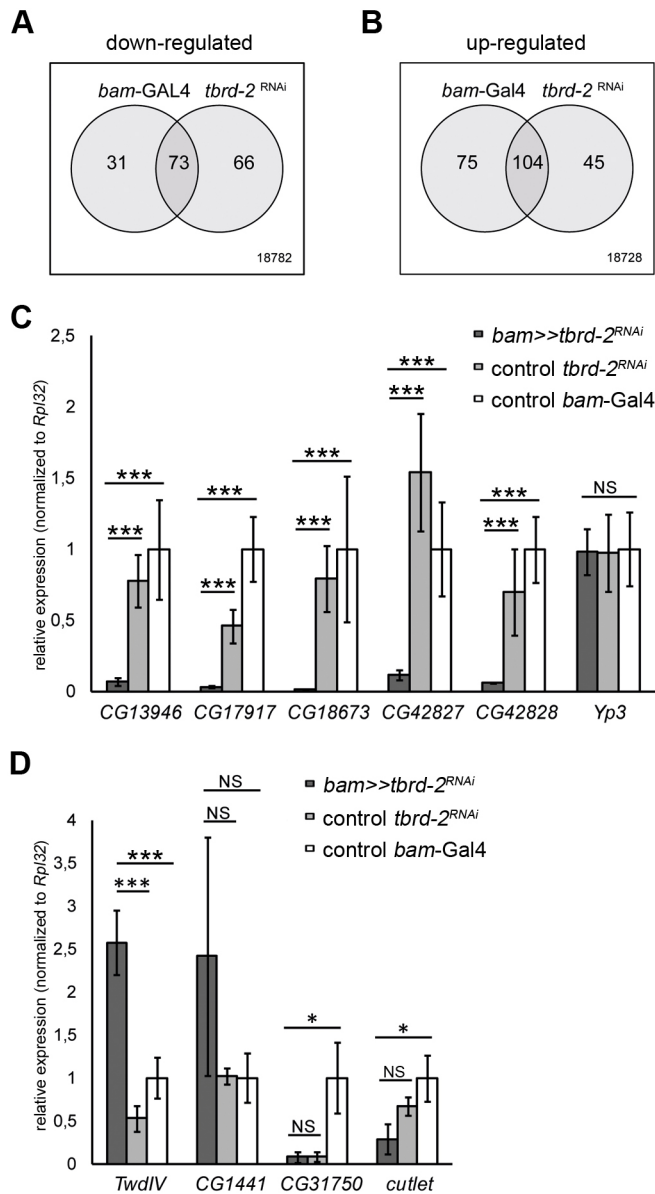 A
down-regulated
bam-GAL4 tbrd-2 RNAi
31 73 66
18782
B
up-regulated
bam-Gal4 tbrd-2 RNAi
75 104 45
18728
C
relative expression (normalized to Rpl32)
2,5
2
1,5
1
0,5
0
bam>>tbrd-2RNAi
control tbrd-2RNAi
control bam-Gal4
*** ***
*** ***
*** ***
*** ***
*** ***
NS
CG13946 CG17917 CG18673 CG42827 CG42828 Yp3
D
relative expression (normalized to Rpl32)
4
3,5
3
2,5
2
1,5
1
0,5
0
bam>>tbrd-2RNAi
control tbrd-2RNAi
control bam-Gal4
***
***
NS
NS
*
NS
*
NS
TwdlV CG1441 CG31750 cutlet